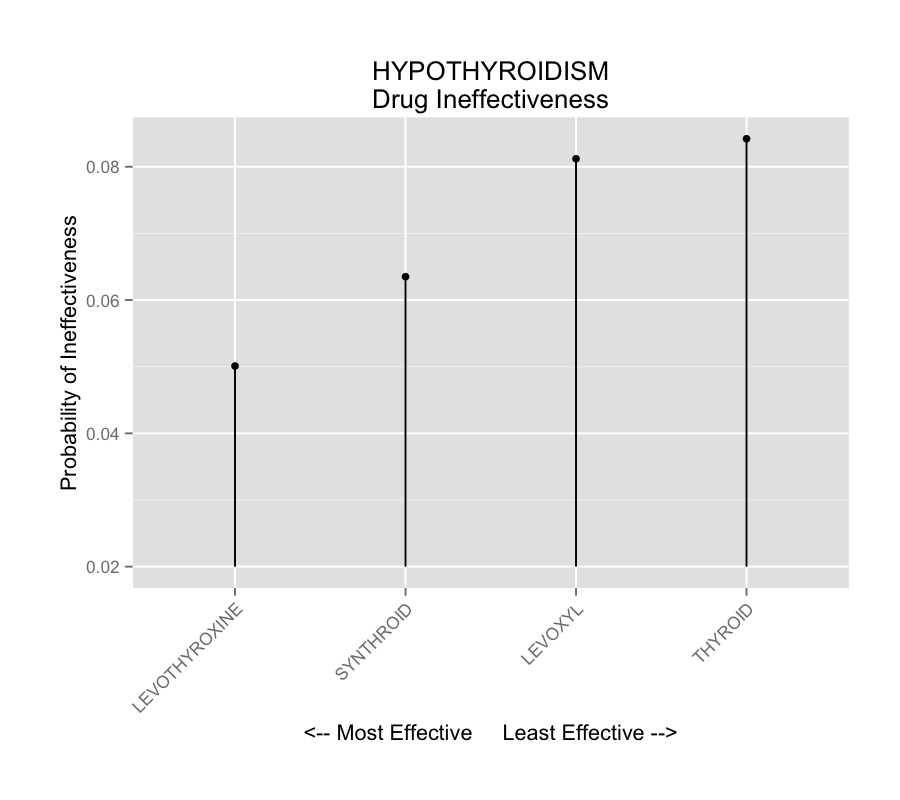 HYPOTHYROIDISM
Drug Ineffectiveness
Probability of Ineffectiveness
0.08
0.06
0.04
0.02
LEVOTHYROXINE
SYNTHROID
LEVOXYL
THYROID
<-- Most Effective     Least Effective -->